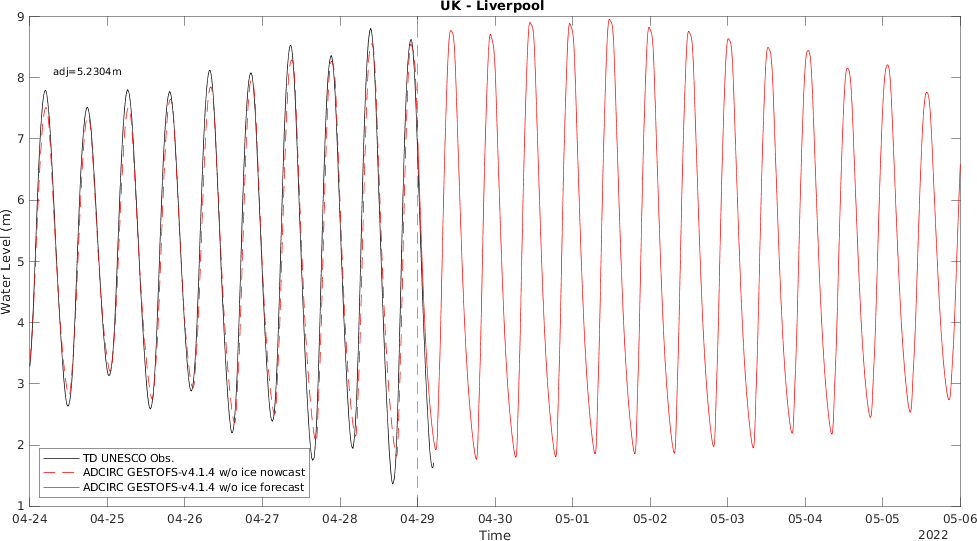 UK - Liverpool
9
8
7
6
5
4
3
2
1
Water Level (m)
adj=5.2304m
TD UNESCO Obs.
ADCIRC GESTOFS-v4.1.4 w/o ice nowcast
ADCIRC GESTOFS-v4.1.4 w/o ice forecast
04-24 04-25 04-26 04-27 04-28 04-29 04-30 05-01 05-02 05-03 05-04 05-05 05-06
Time
2022